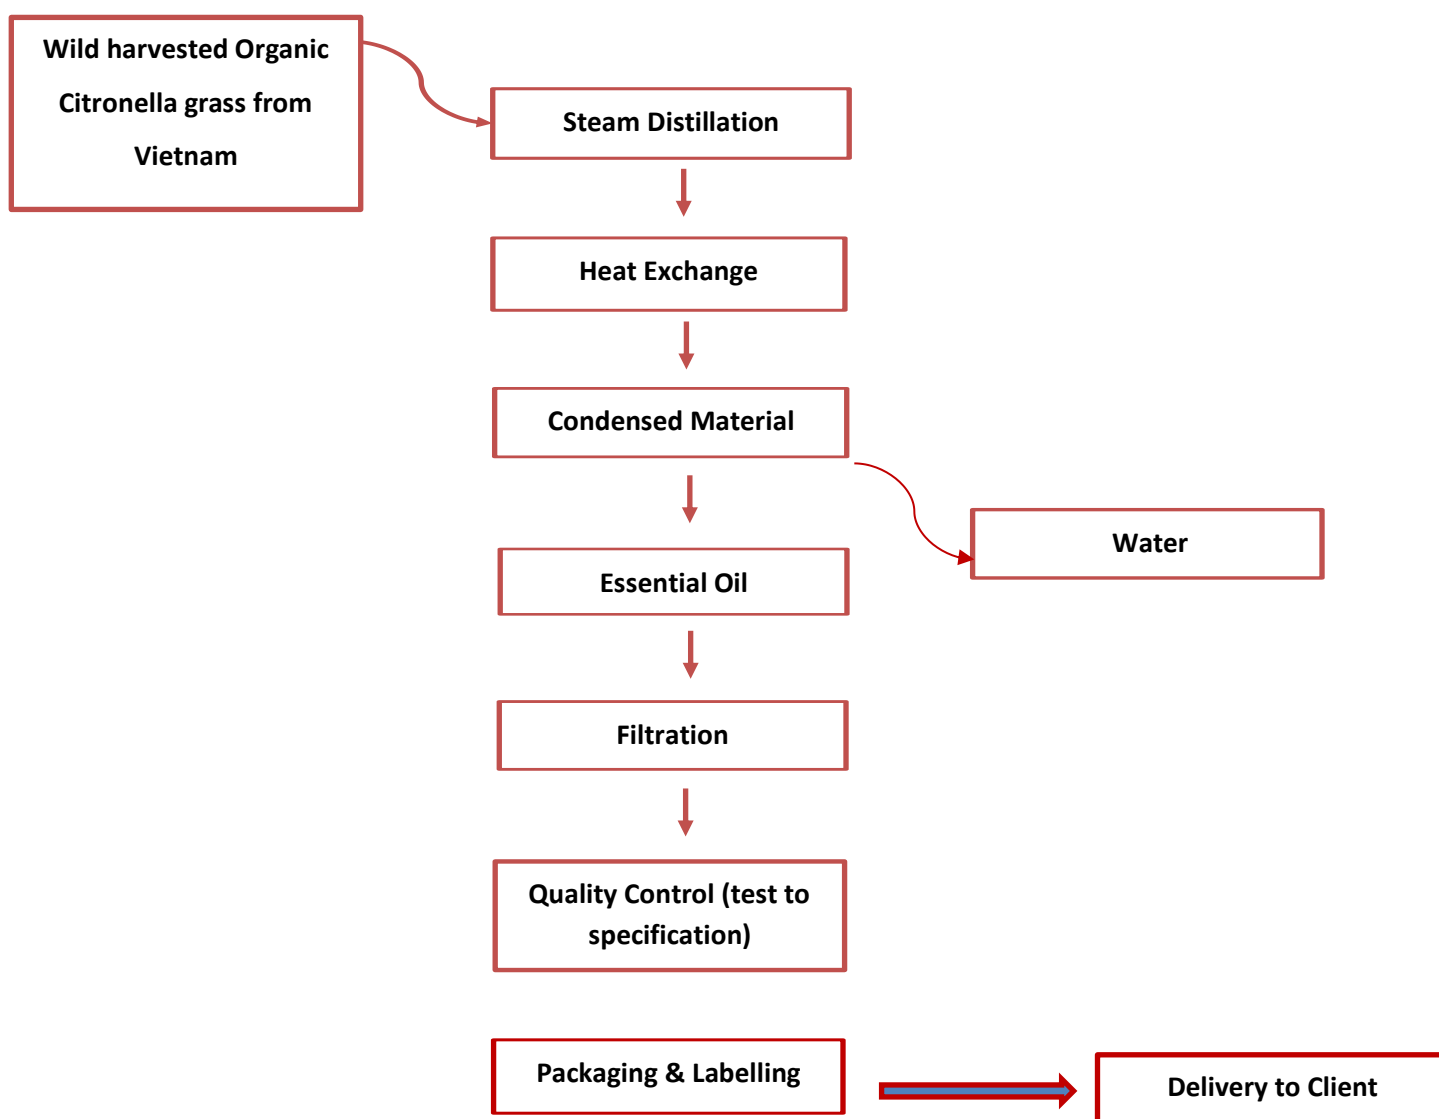 Wild harvested Organic
Citronella grass from
Vietnam
Steam Distillation
Heat Exchange
Condensed Material
Water
Essential Oil
Filtration
Quality Control (test to
specification)
Packaging & Labelling
Delivery to Client